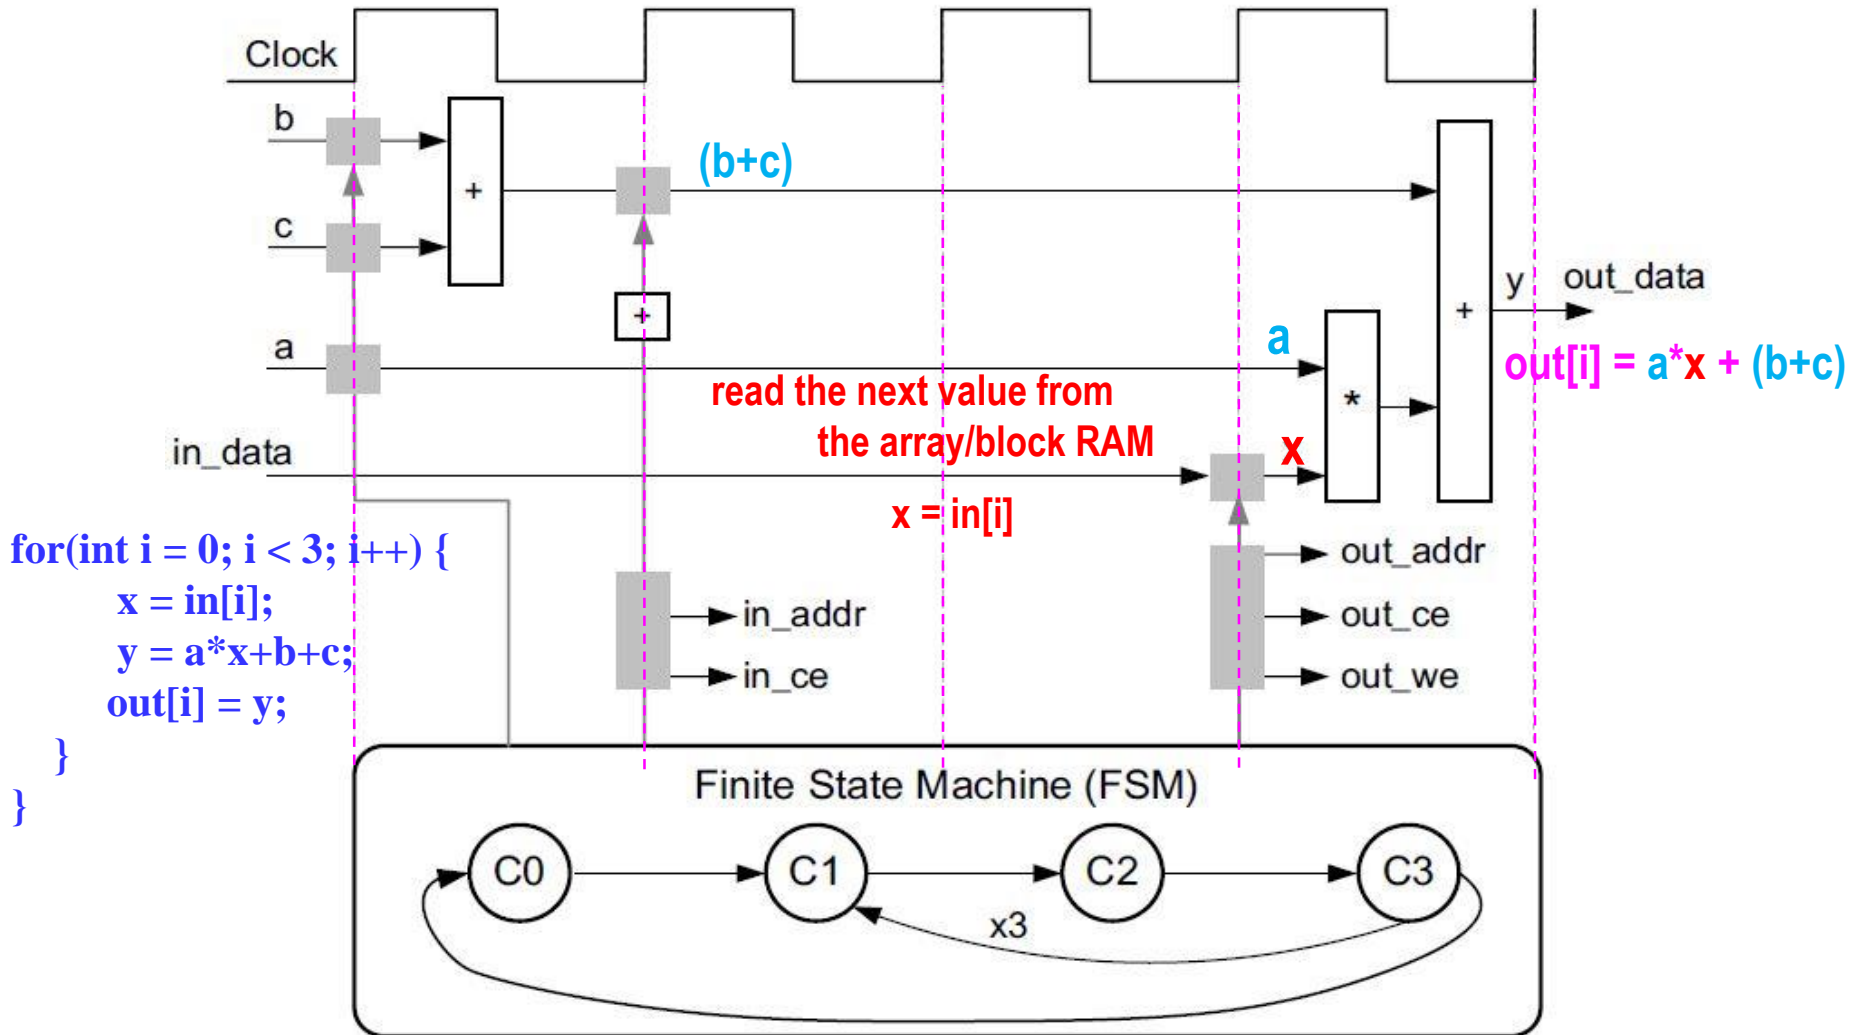 Clock
b
(b+c)
+
c
+
y
out_data
+
a
a
out[i] = a*x + (b+c)
*
read the next value from
the array/block RAM
in_data
x
x = in[i]
for(int i = 0; i < 3; i++) {
x = in[i];
y = a*x+b+c;
out[i] = y;
}
}
in_addr
in_ce
out_addr
out_ce
out_we
Finite State Machine (FSM)
C0
C1
C2
C3
x3